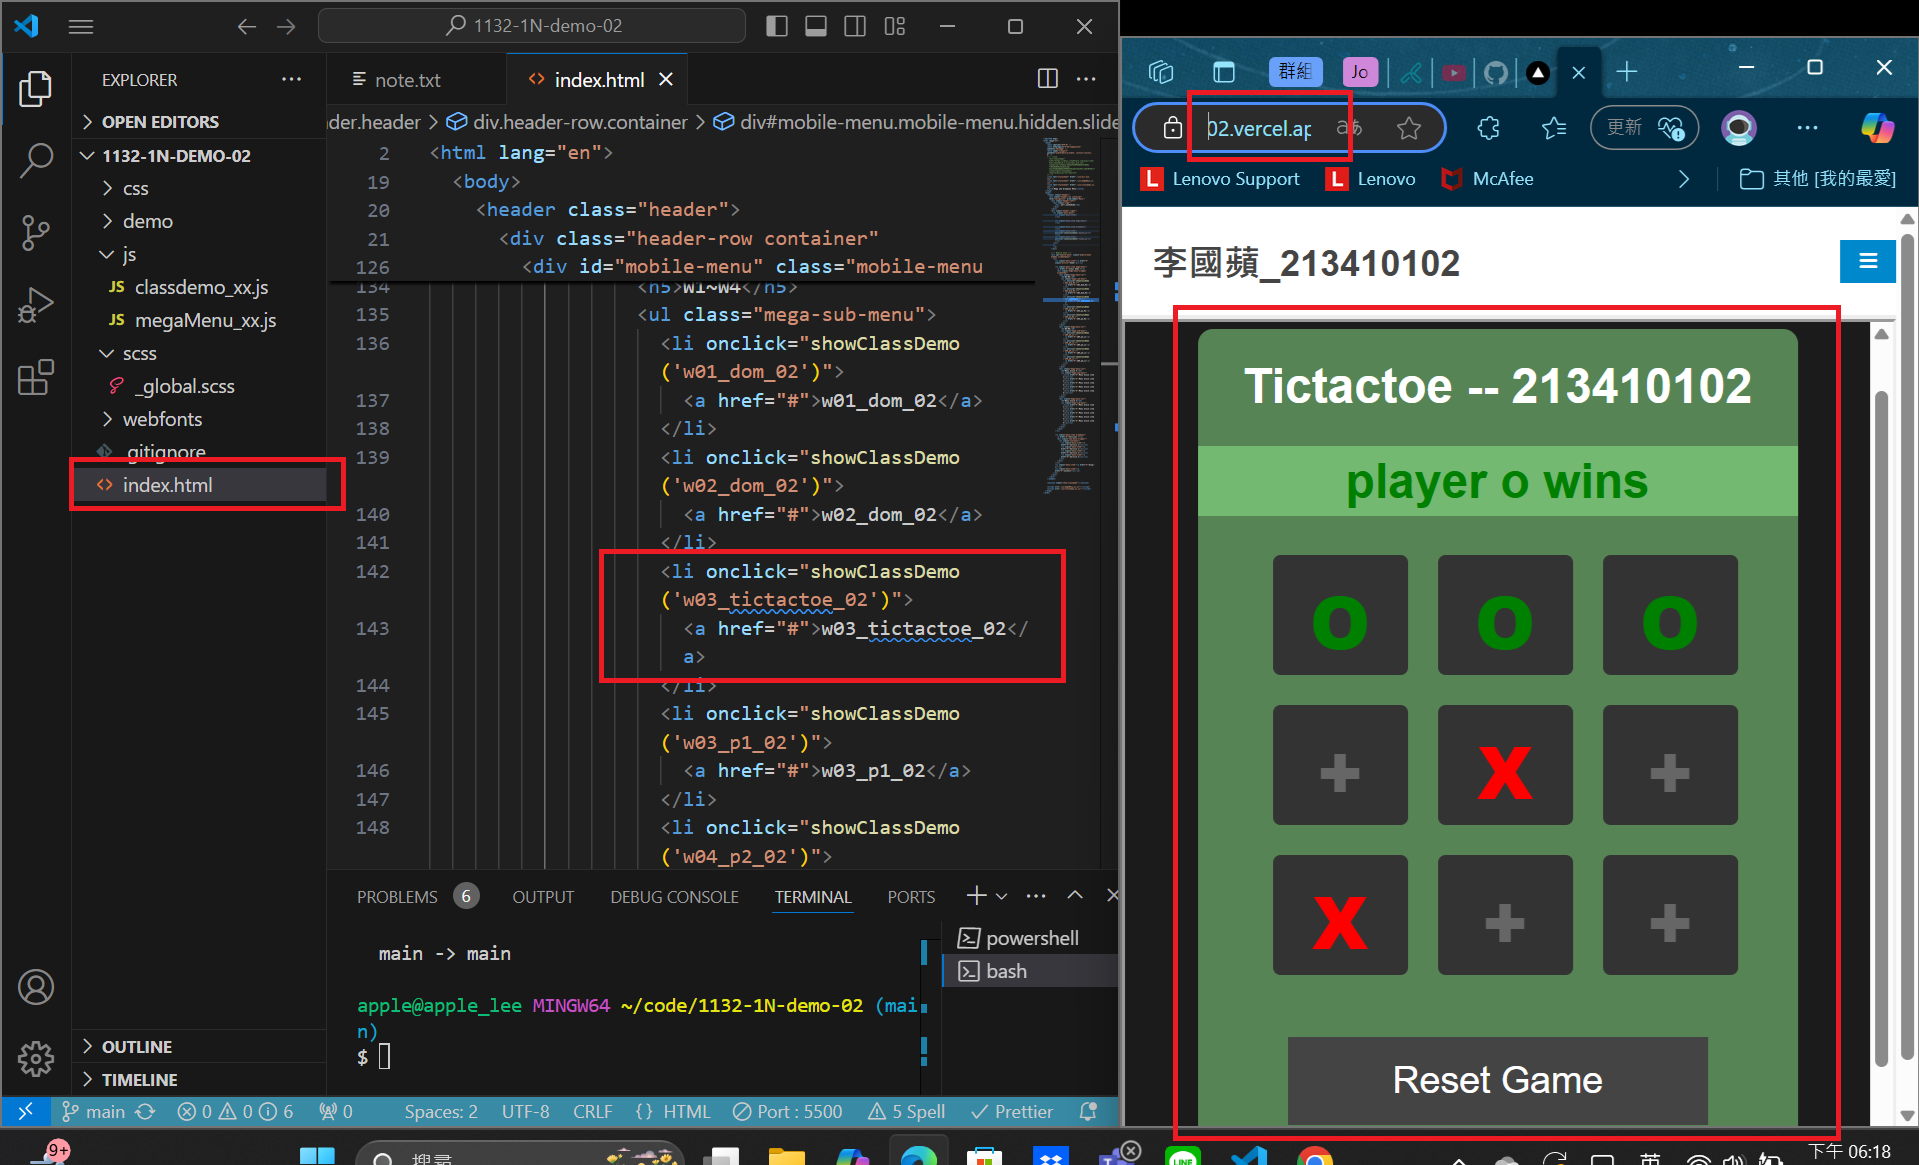 1132-1N-demo-02
EXPLORER
OPEN EDITORS
1132-1N-DEMO-02
css
demo
js
JS classdemo_xx.js
JS megaMenu_xx.js
scss
_global.scss
webfonts
.gitignore
index.html
OUTLINE
TIMELINE
note.txt
index.html
der.header > div.header-row.container > div#mobile-menu.mobile-menu.hidden.slide
2 <html lang="en">
19 <body>
20 <header class="header">
21 <div class="header-row container"
126 <div id="mobile-menu" class="mobile-menu
134 <h5>W1~W4</h5>
135 <ul class="mega-sub-menu">
136 <li onclick="showClassDemo
('w01_dom_02')">
137 <a href="#">w01_dom_02</a>
138 </li>
139 <li onclick="showClassDemo
('w02_dom_02')">
140 <a href="#">w02_dom_02</a>
141 </li>
142 <li onclick="showClassDemo
('w03_tictactoe_02')">
143 <a href="#">w03_tictactoe_02</
a>
144 </li>
145 <li onclick="showClassDemo
('w03_p1_02')">
146 <a href="#">w03_p1_02</a>
147 </li>
148 <li onclick="showClassDemo
('w04_p2_02')">
PROBLEMS 6 OUTPUT DEBUG CONSOLE TERMINAL PORTS
main -> main
apple@apple_lee MINGW64 ~/code/1132-1N-demo-02 (mai
n)
$
powershell
bash
main 0 0 6 0 Spaces: 2 UTF-8 CRLF {} HTML Port : 5500 5 Spell Prettier
群組 Jo
02.vercel.ap あ 更新
L Lenovo Support L Lenovo McAfee 其他 [我的最愛]
李國蘋_213410102
Tictactoe -- 213410102
player o wins
o o o
+ x +
x + +
Reset Game
9+ 搜尋 LINE 英 下午 06:18